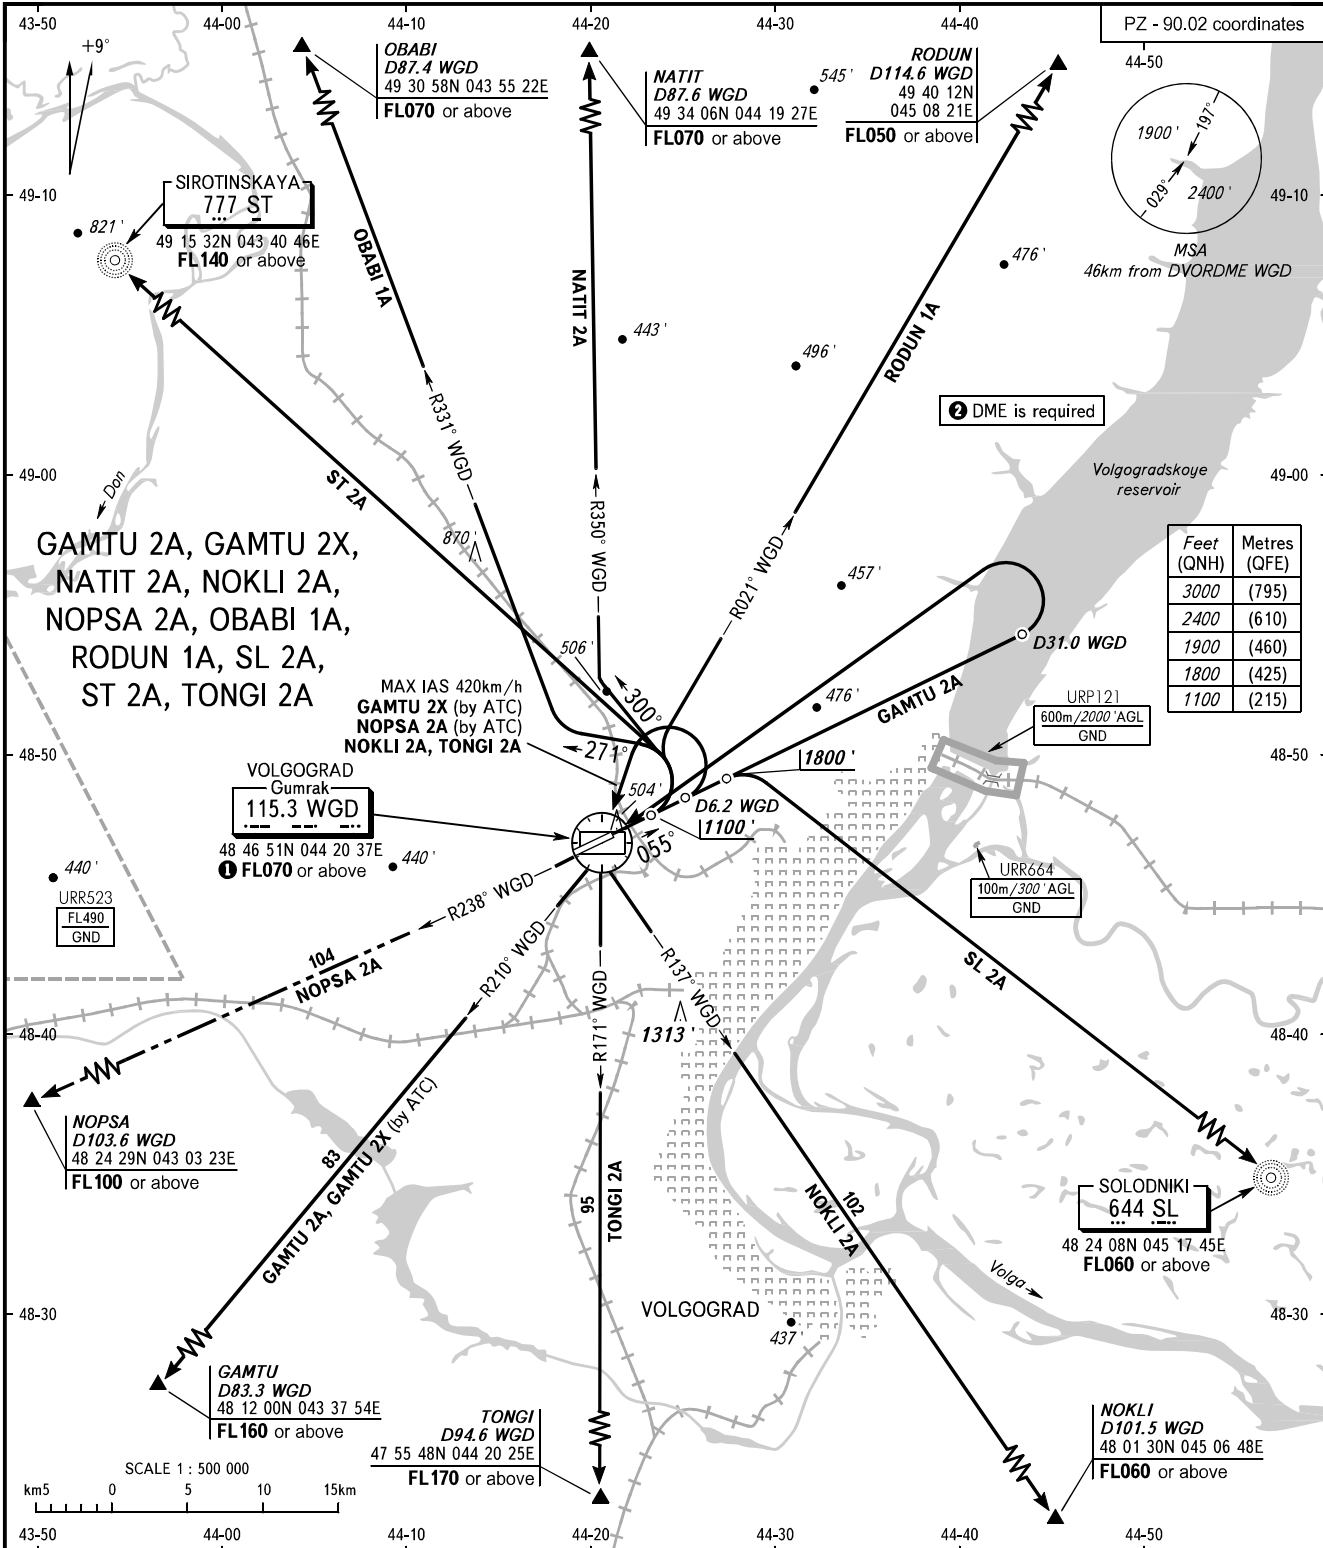 43-50
44-00
44-10
44-20
44-30
44-40
PZ - 90.02 coordinates
44-50
+9°
OBABI
D87.4 WGD
49 30 58N 043 55 22E
FL070 or above
NATIT
D87.6 WGD
49 34 06N 044 19 27E
FL070 or above
545'
RODUN
D114.6 WGD
49 40 12N
045 08 21E
FL050 or above
1900'
197°
029°
2400'
MSA
46km from DVORDME WGD
49-10
49-10
SIROTINSKAYA
777 ST
49 15 32N 043 40 46E
FL140 or above
821'
OBABI 1A
NATIT 2A
RODUN 1A
476'
443'
496'
❷ DME is required
R331° WGD
ST 2A
Don
49-00
49-00
Volgogradskoye
reservoir
R350° WGD
R021° WGD
870'
457'
GAMTU 2A, GAMTU 2X,
NATIT 2A, NOKLI 2A,
NOPSA 2A, OBABI 1A,
RODUN 1A, SL 2A,
ST 2A, TONGI 2A
Feet
(QNH)
Metres
(QFE)
3000 (795)
2400 (610)
1900 (460)
1800 (425)
1100 (215)
506'
D31.0 WGD
MAX IAS 420km/h
GAMTU 2X (by ATC)
NOPSA 2A (by ATC)
NOKLI 2A, TONGI 2A
300°
271°
476'
GAMTU 2A
URP121
600m/2000'AGL
GND
48-50
48-50
1800'
VOLGOGRAD
Gumrak
115.3 WGD
48 46 51N 044 20 37E
❶ FL070 or above
504'
D6.2 WGD
1100'
055°
440'
440'
URR523
FL490
GND
URR664
100m/300'AGL
GND
R238° WGD
R210° WGD
R171° WGD
R137° WGD
104
NOPSA 2A
SL 2A
1313'
48-40
48-40
NOPSA
D103.6 WGD
48 24 29N 043 03 23E
FL100 or above
83
GAMTU 2A, GAMTU 2X (by ATC)
95
TONGI 2A
102
NOKLI 2A
SOLODNIKI
644 SL
48 24 08N 045 17 45E
FL060 or above
Volga
VOLGOGRAD
437'
48-30
48-30
GAMTU
D83.3 WGD
48 12 00N 043 37 54E
FL160 or above
TONGI
D94.6 WGD
47 55 48N 044 20 25E
FL170 or above
NOKLI
D101.5 WGD
48 01 30N 045 06 48E
FL060 or above
SCALE 1 : 500 000
km5 0 5 10 15km
43-50
44-00
44-10
44-20
44-30
44-40
44-50